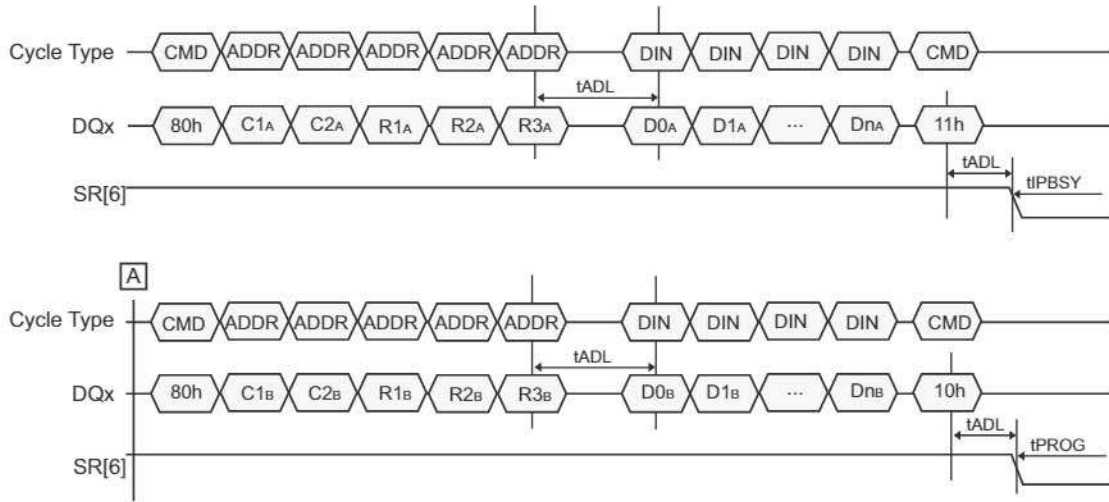 Cycle Type CMD ADDR ADDR ADDR ADDR ADDR DIN DIN DIN DIN CMD
tADL
DQx 80h C1A C2A R1A R2A R3A D0A D1A ... DnA 11h
tADL
SR[6] tIPBSY
A
Cycle Type CMD ADDR ADDR ADDR ADDR ADDR DIN DIN DIN DIN CMD
tADL
DQx 80h C1B C2B R1B R2B R3B D0B D1B ... DnB 10h
tADL
SR[6] tPROG